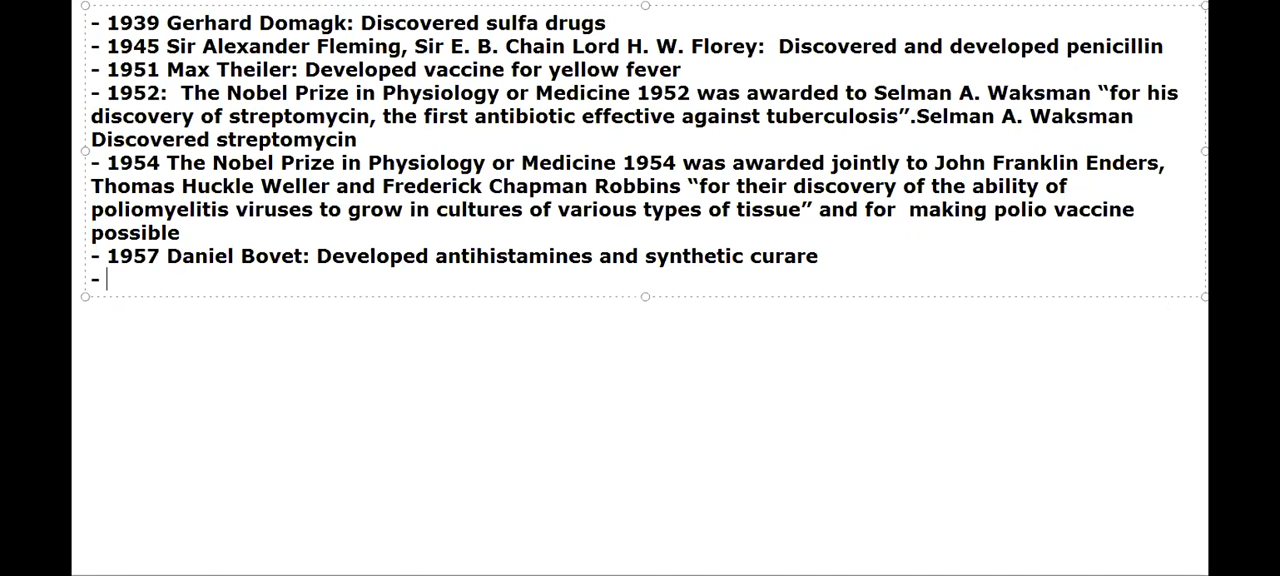 - 1939 Gerhard Domagk: Discovered sulfa drugs
- 1945 Sir Alexander Fleming, Sir E. B. Chain Lord H. W. Florey:  Discovered and developed penicillin
- 1951 Max Theiler: Developed vaccine for yellow fever
- 1952:  The Nobel Prize in Physiology or Medicine 1952 was awarded to Selman A. Waksman “for his
discovery of streptomycin, the first antibiotic effective against tuberculosis”.Selman A. Waksman
Discovered streptomycin
- 1954 The Nobel Prize in Physiology or Medicine 1954 was awarded jointly to John Franklin Enders,
Thomas Huckle Weller and Frederick Chapman Robbins “for their discovery of the ability of
poliomyelitis viruses to grow in cultures of various types of tissue” and for  making polio vaccine
possible
- 1957 Daniel Bovet: Developed antihistamines and synthetic curare
-